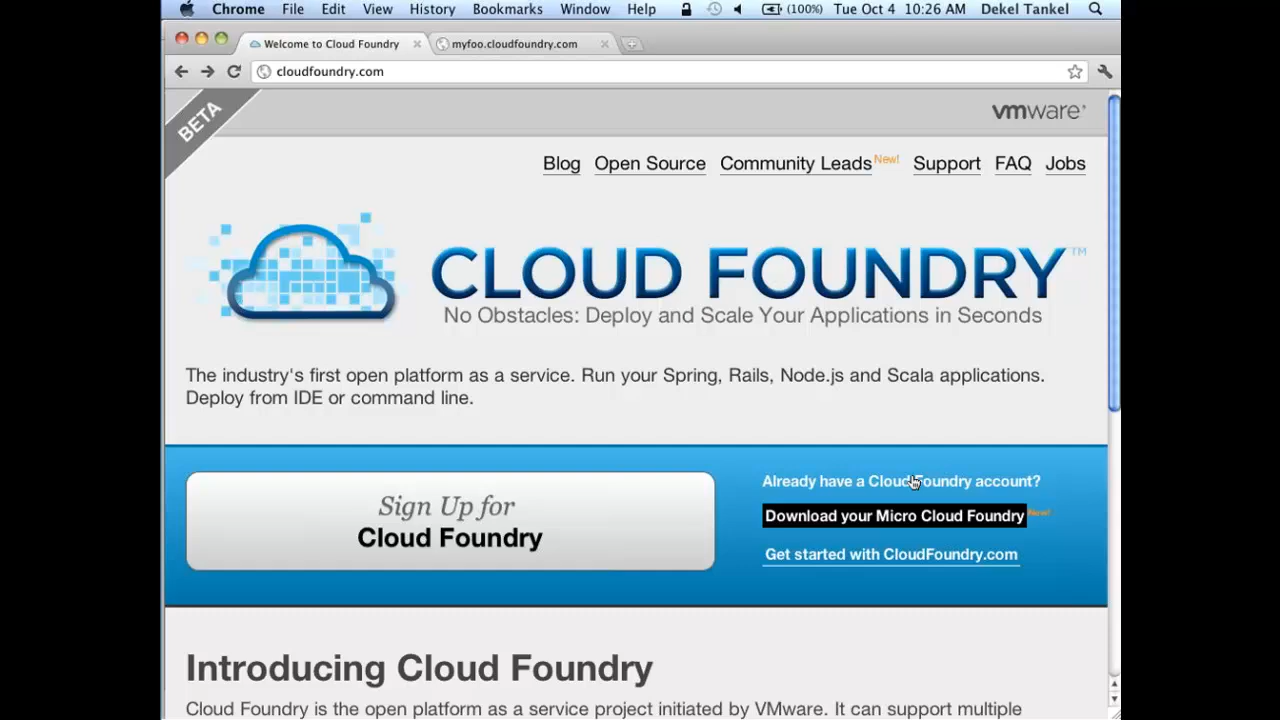 Chrome File Edit View History Bookmarks Window Help (100%) Tue Oct 4 10:26 AM Dekel Tankel
Welcome to Cloud Foundry myfoo.cloudfoundry.com
cloudfoundry.com
BETA
vmware
Blog Open Source Community Leads New! Support FAQ Jobs
CLOUD FOUNDRY™
No Obstacles: Deploy and Scale Your Applications in Seconds
The industry's first open platform as a service. Run your Spring, Rails, Node.js and Scala applications.
Deploy from IDE or command line.
Sign Up for
Cloud Foundry
Already have a CloudFoundry account?
Download your Micro Cloud Foundry New!
Get started with CloudFoundry.com
Introducing Cloud Foundry
Cloud Foundry is the open platform as a service project initiated by VMware. It can support multiple